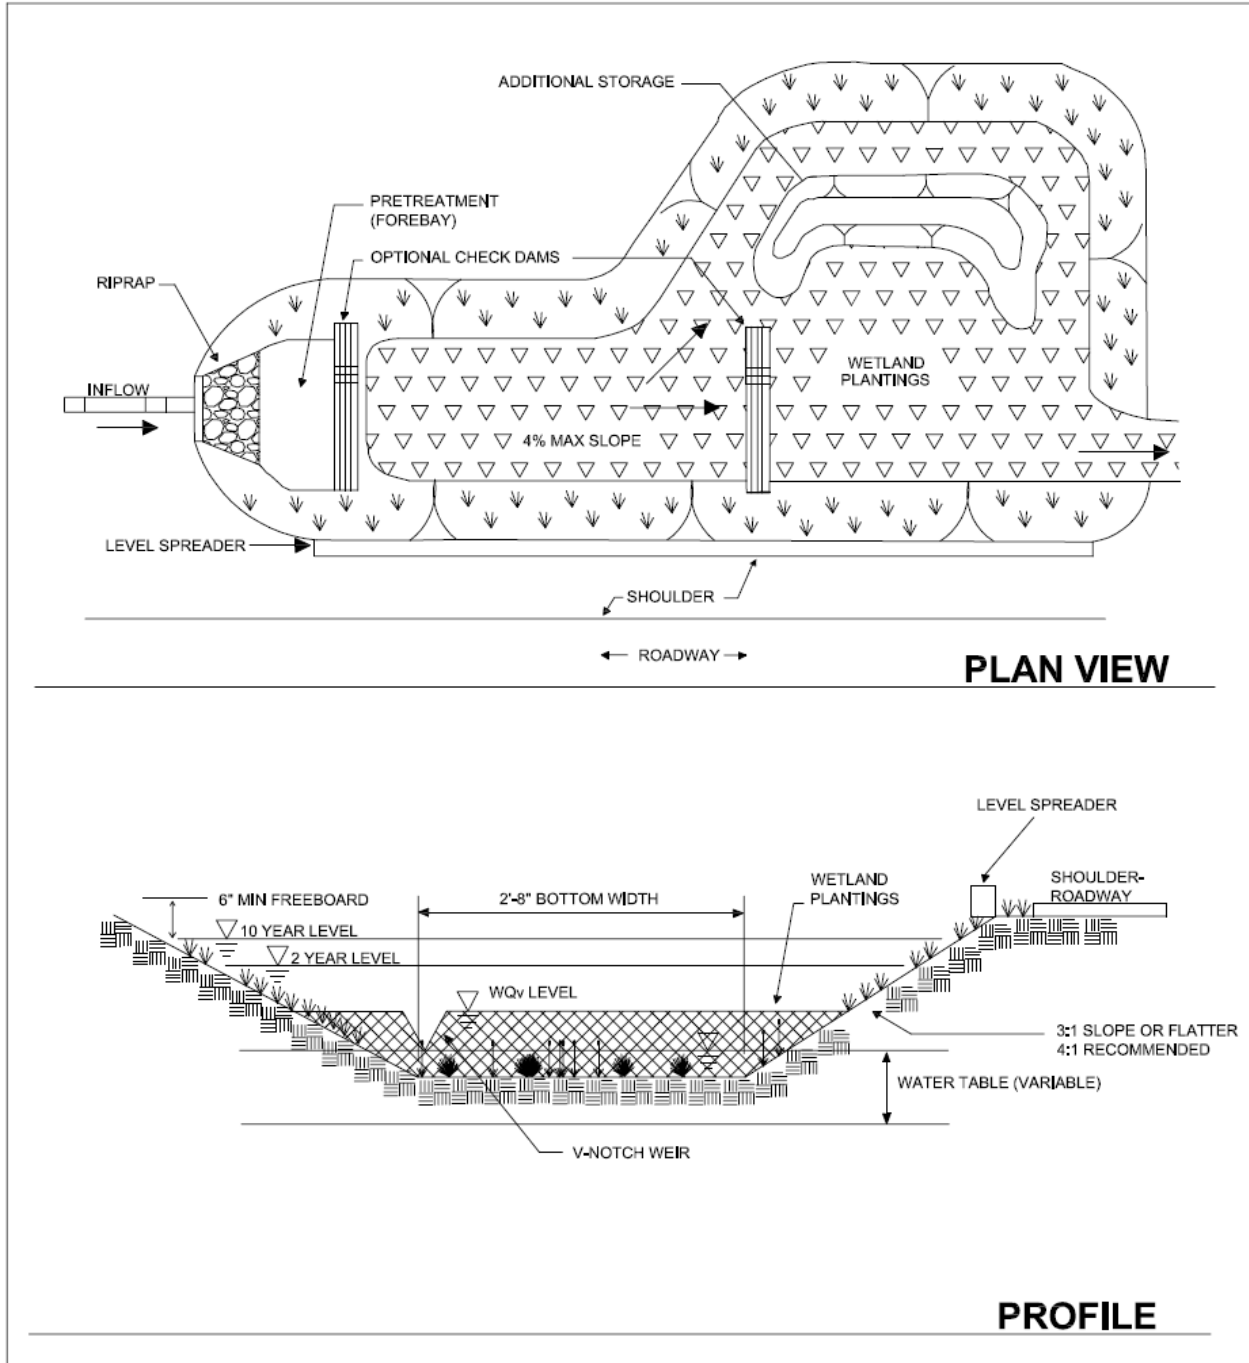 ADDITIONAL STORAGE
PRETREATMENT
(FOREBAY)
OPTIONAL CHECK DAMS
RIPRAP
INFLOW
WETLAND
PLANTINGS
4% MAX SLOPE
LEVEL SPREADER
SHOULDER
ROADWAY
PLAN VIEW
LEVEL SPREADER
WETLAND
PLANTINGS
SHOULDER-
ROADWAY
6" MIN FREEBOARD
2'-8" BOTTOM WIDTH
10 YEAR LEVEL
2 YEAR LEVEL
WQv LEVEL
3:1 SLOPE OR FLATTER
4:1 RECOMMENDED
WATER TABLE (VARIABLE)
V-NOTCH WEIR
PROFILE